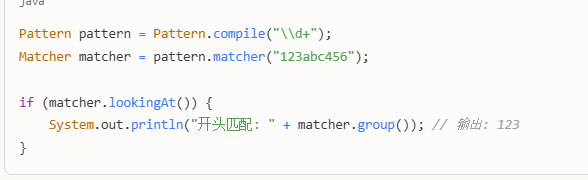 java
Pattern pattern = Pattern.compile("\\d+");
Matcher matcher = pattern.matcher("123abc456");
if (matcher.lookingAt()) {
    System.out.println("开头匹配: " + matcher.group()); // 输出: 123
}